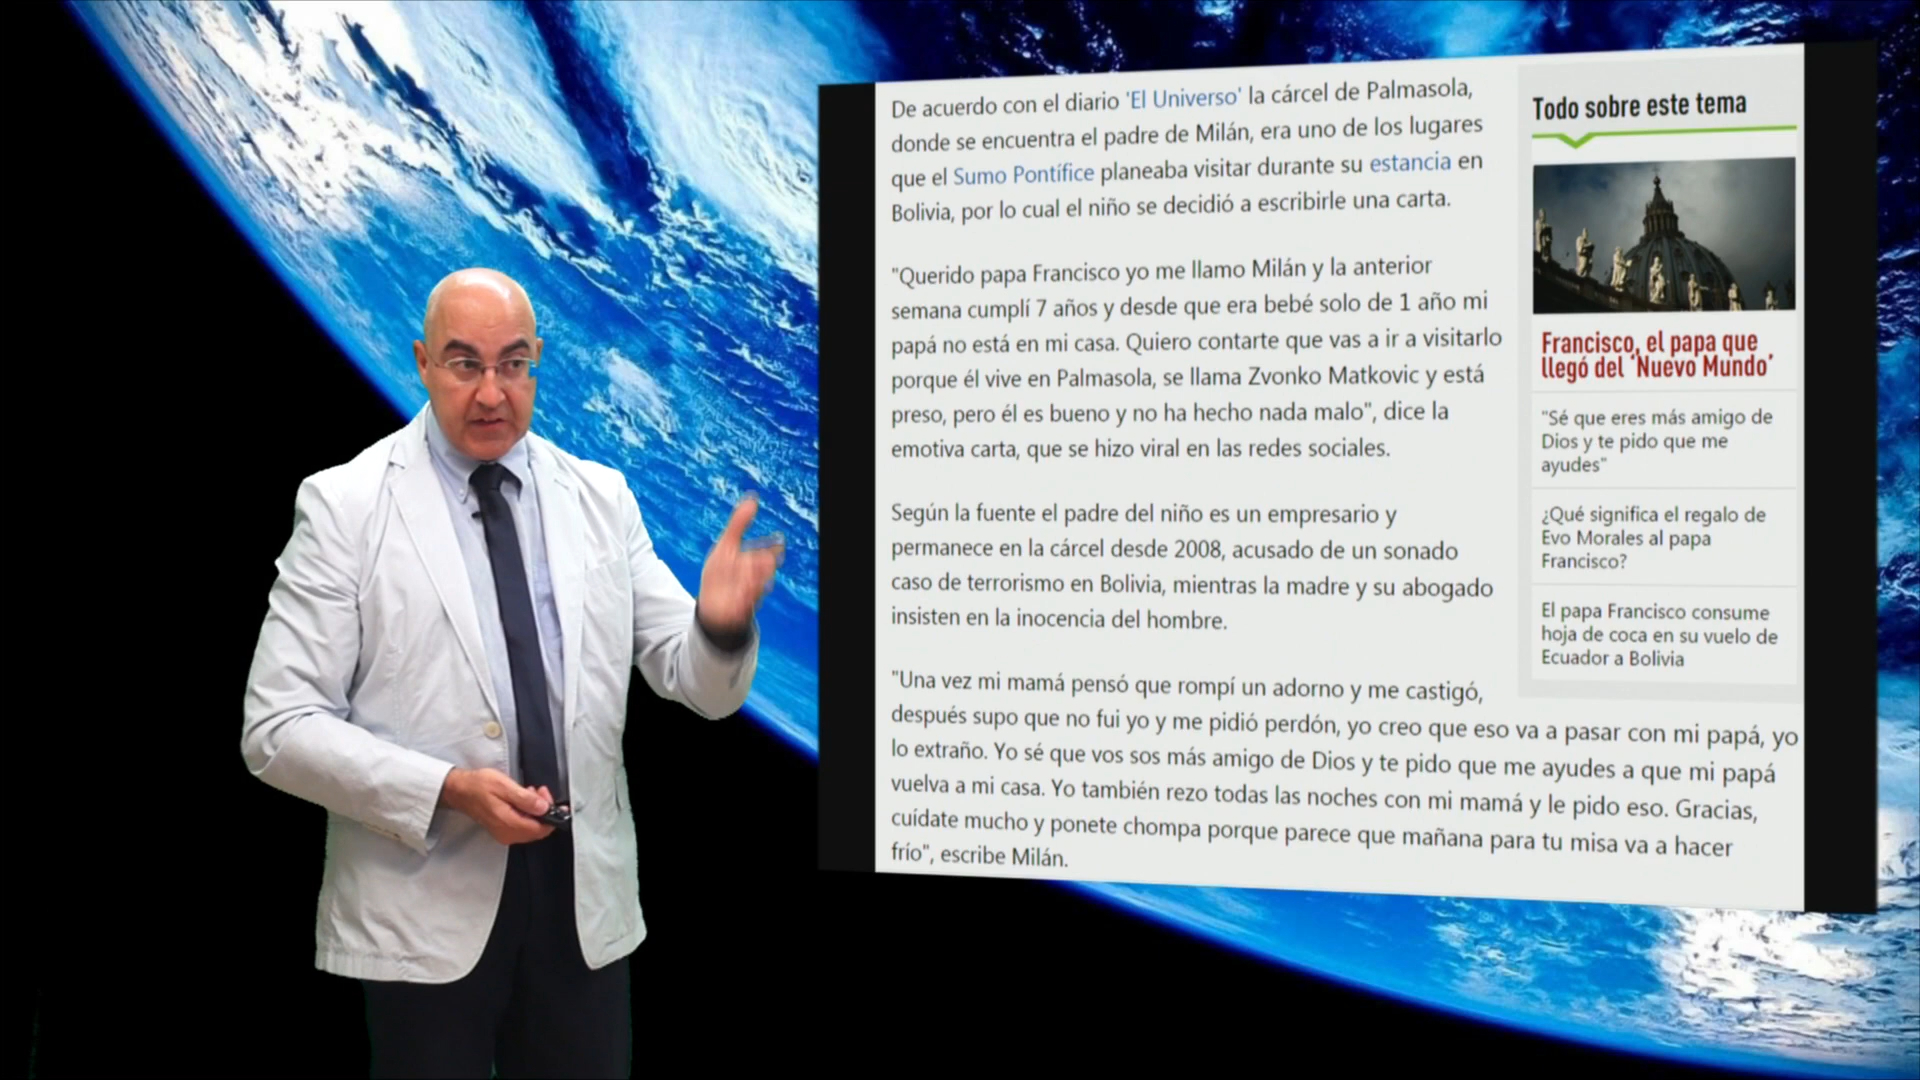 De acuerdo con el diario 'El Universo' la cárcel de Palmasola,
donde se encuentra el padre de Milán, era uno de los lugares
que el Sumo Pontífice planeaba visitar durante su estancia en
Bolivia, por lo cual el niño se decidió a escribirle una carta.
"Querido papa Francisco yo me llamo Milán y la anterior
semana cumplí 7 años y desde que era bebé solo de 1 año mi
papá no está en mi casa. Quiero contarte que vas a ir a visitarlo
porque él vive en Palmasola, se llama Zvonko Matkovic y está
preso, pero él es bueno y no ha hecho nada malo", dice la
emotiva carta, que se hizo viral en las redes sociales.
Según la fuente el padre del niño es un empresario y
permanece en la cárcel desde 2008, acusado de un sonado
caso de terrorismo en Bolivia, mientras la madre y su abogado
insisten en la inocencia del hombre.
"Una vez mi mamá pensó que rompí un adorno y me castigó,
después supo que no fui yo y me pidió perdón, yo creo que eso va a pasar con mi papá, yo
lo extraño. Yo sé que vos sos más amigo de Dios y te pido que me ayudes a que mi papá
vuelva a mi casa. Yo también rezo todas las noches con mi mamá y le pido eso. Gracias,
cuídate mucho y ponete chompa porque parece que mañana para tu misa va a hacer
frío", escribe Milán.
Todo sobre este tema
Francisco, el papa que
llegó del 'Nuevo Mundo'
"Sé que eres más amigo de
Dios y te pido que me
ayudes"
¿Qué significa el regalo de
Evo Morales al papa
Francisco?
El papa Francisco consume
hoja de coca en su vuelo de
Ecuador a Bolivia